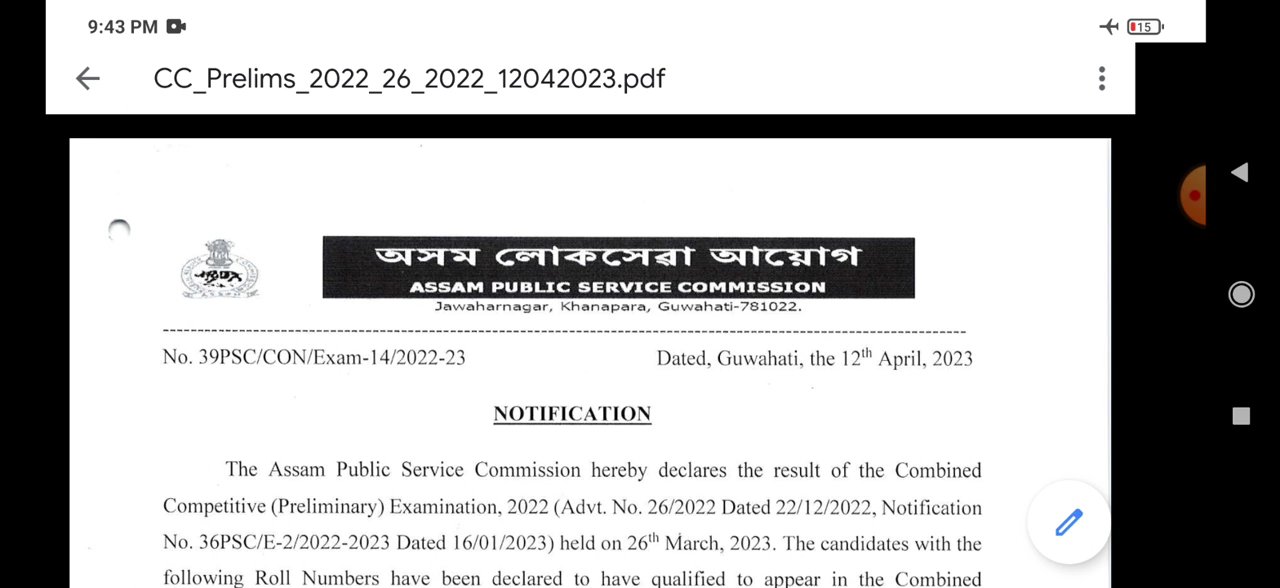 9:43 PM
15
CC_Prelims_2022_26_2022_12042023.pdf
অসম লোকসেৱা আয়োগ
ASSAM PUBLIC SERVICE COMMISSION
Jawaharnagar, Khanapara, Guwahati-781022.
No. 39PSC/CON/Exam-14/2022-23 Dated, Guwahati, the 12th April, 2023
NOTIFICATION
The Assam Public Service Commission hereby declares the result of the Combined
Competitive (Preliminary) Examination, 2022 (Advt. No. 26/2022 Dated 22/12/2022, Notification
No. 36PSC/E-2/2022-2023 Dated 16/01/2023) held on 26th March, 2023. The candidates with the
following Roll Numbers have been declared to have qualified to appear in the Combined